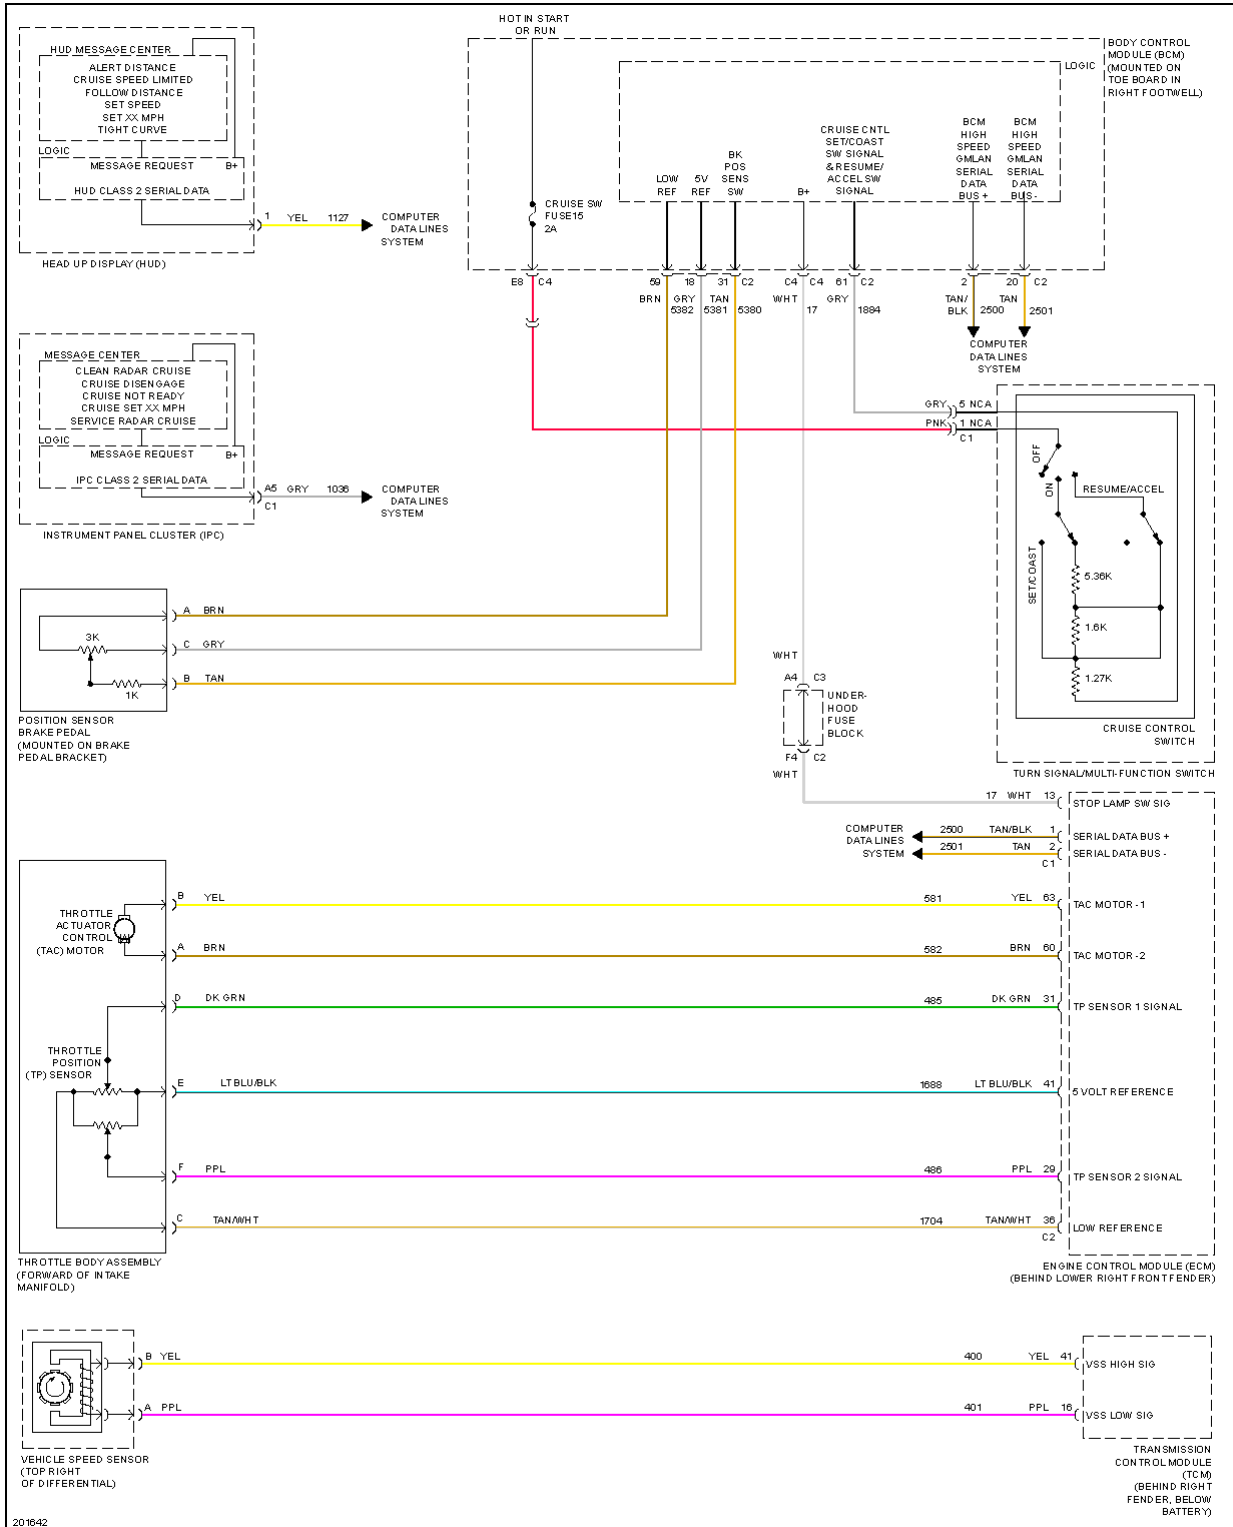 HOT IN START
OR RUN
HUD MESSAGE CENTER
ALERT DISTANCE
CRUISE SPEED LIMITED
FOLLOW DISTANCE
SET SPEED
SET XX MPH
TIGHT CURVE
LOGIC
MESSAGE REQUEST B+
HUD CLASS 2 SERIAL DATA
1 YEL 1127
COMPUTER
DATA LINES
SYSTEM
HEAD UP DISPLAY (HUD)
BODY CONTROL
MODULE (BCM)
(MOUNTED ON
TOE BOARD IN
RIGHT FOOTWELL)
LOGIC
CRUISE SW
FUSE15
2A
LOW
REF
5V
REF
BK
POS
SENS
SW
B+
CRUISE CNTL
SET/COAST
SW SIGNAL
& RESUME/
ACCEL SW
SIGNAL
BCM
HIGH
SPEED
GMLAN
SERIAL
DATA
BUS +
BCM
HIGH
SPEED
GMLAN
SERIAL
DATA
BUS -
E8 C4 59 18 31 C2 C4 C4 61 C2 2 20 C2
BRN GRY TAN WHT GRY TAN/ TAN
5382 5381 5380 17 1884 BLK 2500 2501
COMPUTER
DATA LINES
SYSTEM
MESSAGE CENTER
CLEAN RADAR CRUISE
CRUISE DISENGAGE
CRUISE NOT READY
CRUISE SET XX MPH
SERVICE RADAR CRUISE
LOGIC
MESSAGE REQUEST B+
IPC CLASS 2 SERIAL DATA
A5 GRY 1036
C1
COMPUTER
DATA LINES
SYSTEM
INSTRUMENT PANEL CLUSTER (IPC)
GRY 5 NCA
PNK 1 NCA
C1
OFF
ON
RESUME/ACCEL
SET/COAST
5.36K
1.6K
1.27K
CRUISE CONTROL
SWITCH
TURN SIGNAL/MULTI-FUNCTION SWITCH
A BRN
3K
C GRY
B TAN
1K
POSITION SENSOR
BRAKE PEDAL
(MOUNTED ON BRAKE
PEDAL BRACKET)
WHT
A4 C3
UNDER-
HOOD
FUSE
BLOCK
F4 C2
WHT
17 WHT 13 STOP LAMP SW SIG
COMPUTER
DATA LINES
SYSTEM
2500 TAN/BLK 1 SERIAL DATA BUS +
2501 TAN 2 SERIAL DATA BUS -
C1
B YEL 581 YEL 63 TAC MOTOR -1
THROTTLE
ACTUATOR
CONTROL
(TAC) MOTOR
A BRN 582 BRN 60 TAC MOTOR -2
D DK GRN 485 DK GRN 31 TP SENSOR 1 SIGNAL
THROTTLE
POSITION
(TP) SENSOR
E LT BLU/BLK 1688 LT BLU/BLK 41 5 VOLT REFERENCE
F PPL 486 PPL 29 TP SENSOR 2 SIGNAL
C TAN/WHT 1704 TAN/WHT 36 LOW REFERENCE
C2
THROTTLE BODY ASSEMBLY
(FORWARD OF INTAKE
MANIFOLD)
ENGINE CONTROL MODULE (ECM)
(BEHIND LOWER RIGHT FRONT FENDER)
B YEL 400 YEL 41 VSS HIGH SIG
A PPL 401 PPL 16 VSS LOW SIG
VEHICLE SPEED SENSOR
(TOP RIGHT
OF DIFFERENTIAL)
TRANSMISSION
CONTROL MODULE
(TCM)
(BEHIND RIGHT
FENDER, BELOW
BATTERY)
201642